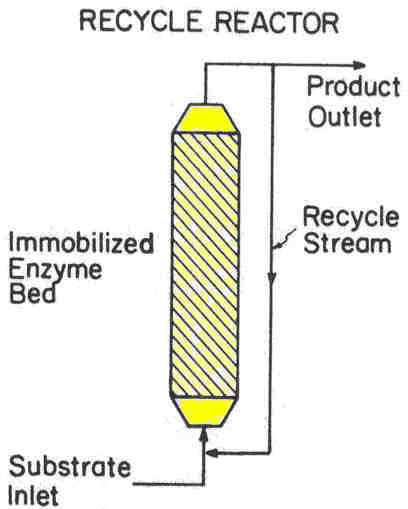 RECYCLE REACTOR
Product
Outlet
Recycle
Stream
Immobilized
Enzyme
Bed
Substrate
Inlet